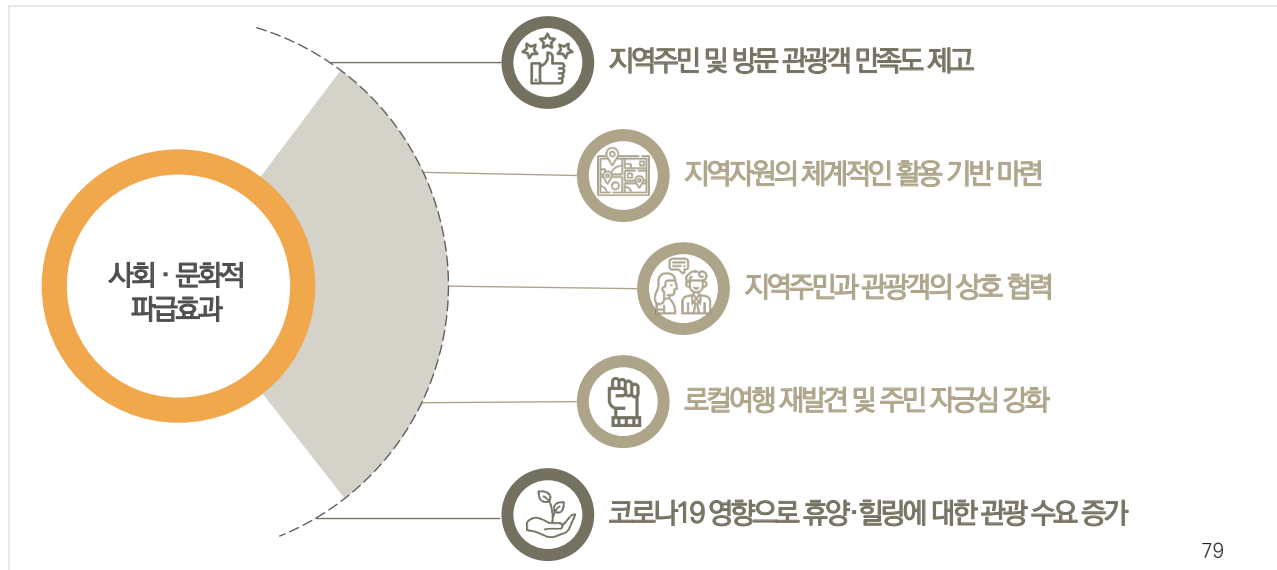 지역주민 및 방문 관광객 만족도 제고
지역자원의 체계적인 활용 기반 마련
사회 · 문화적
파급효과
지역주민과 관광객의 상호 협력
로컬여행 재발견 및 주민 자긍심 강화
코로나19 영향으로 휴양·힐링에 대한 관광 수요 증가
79